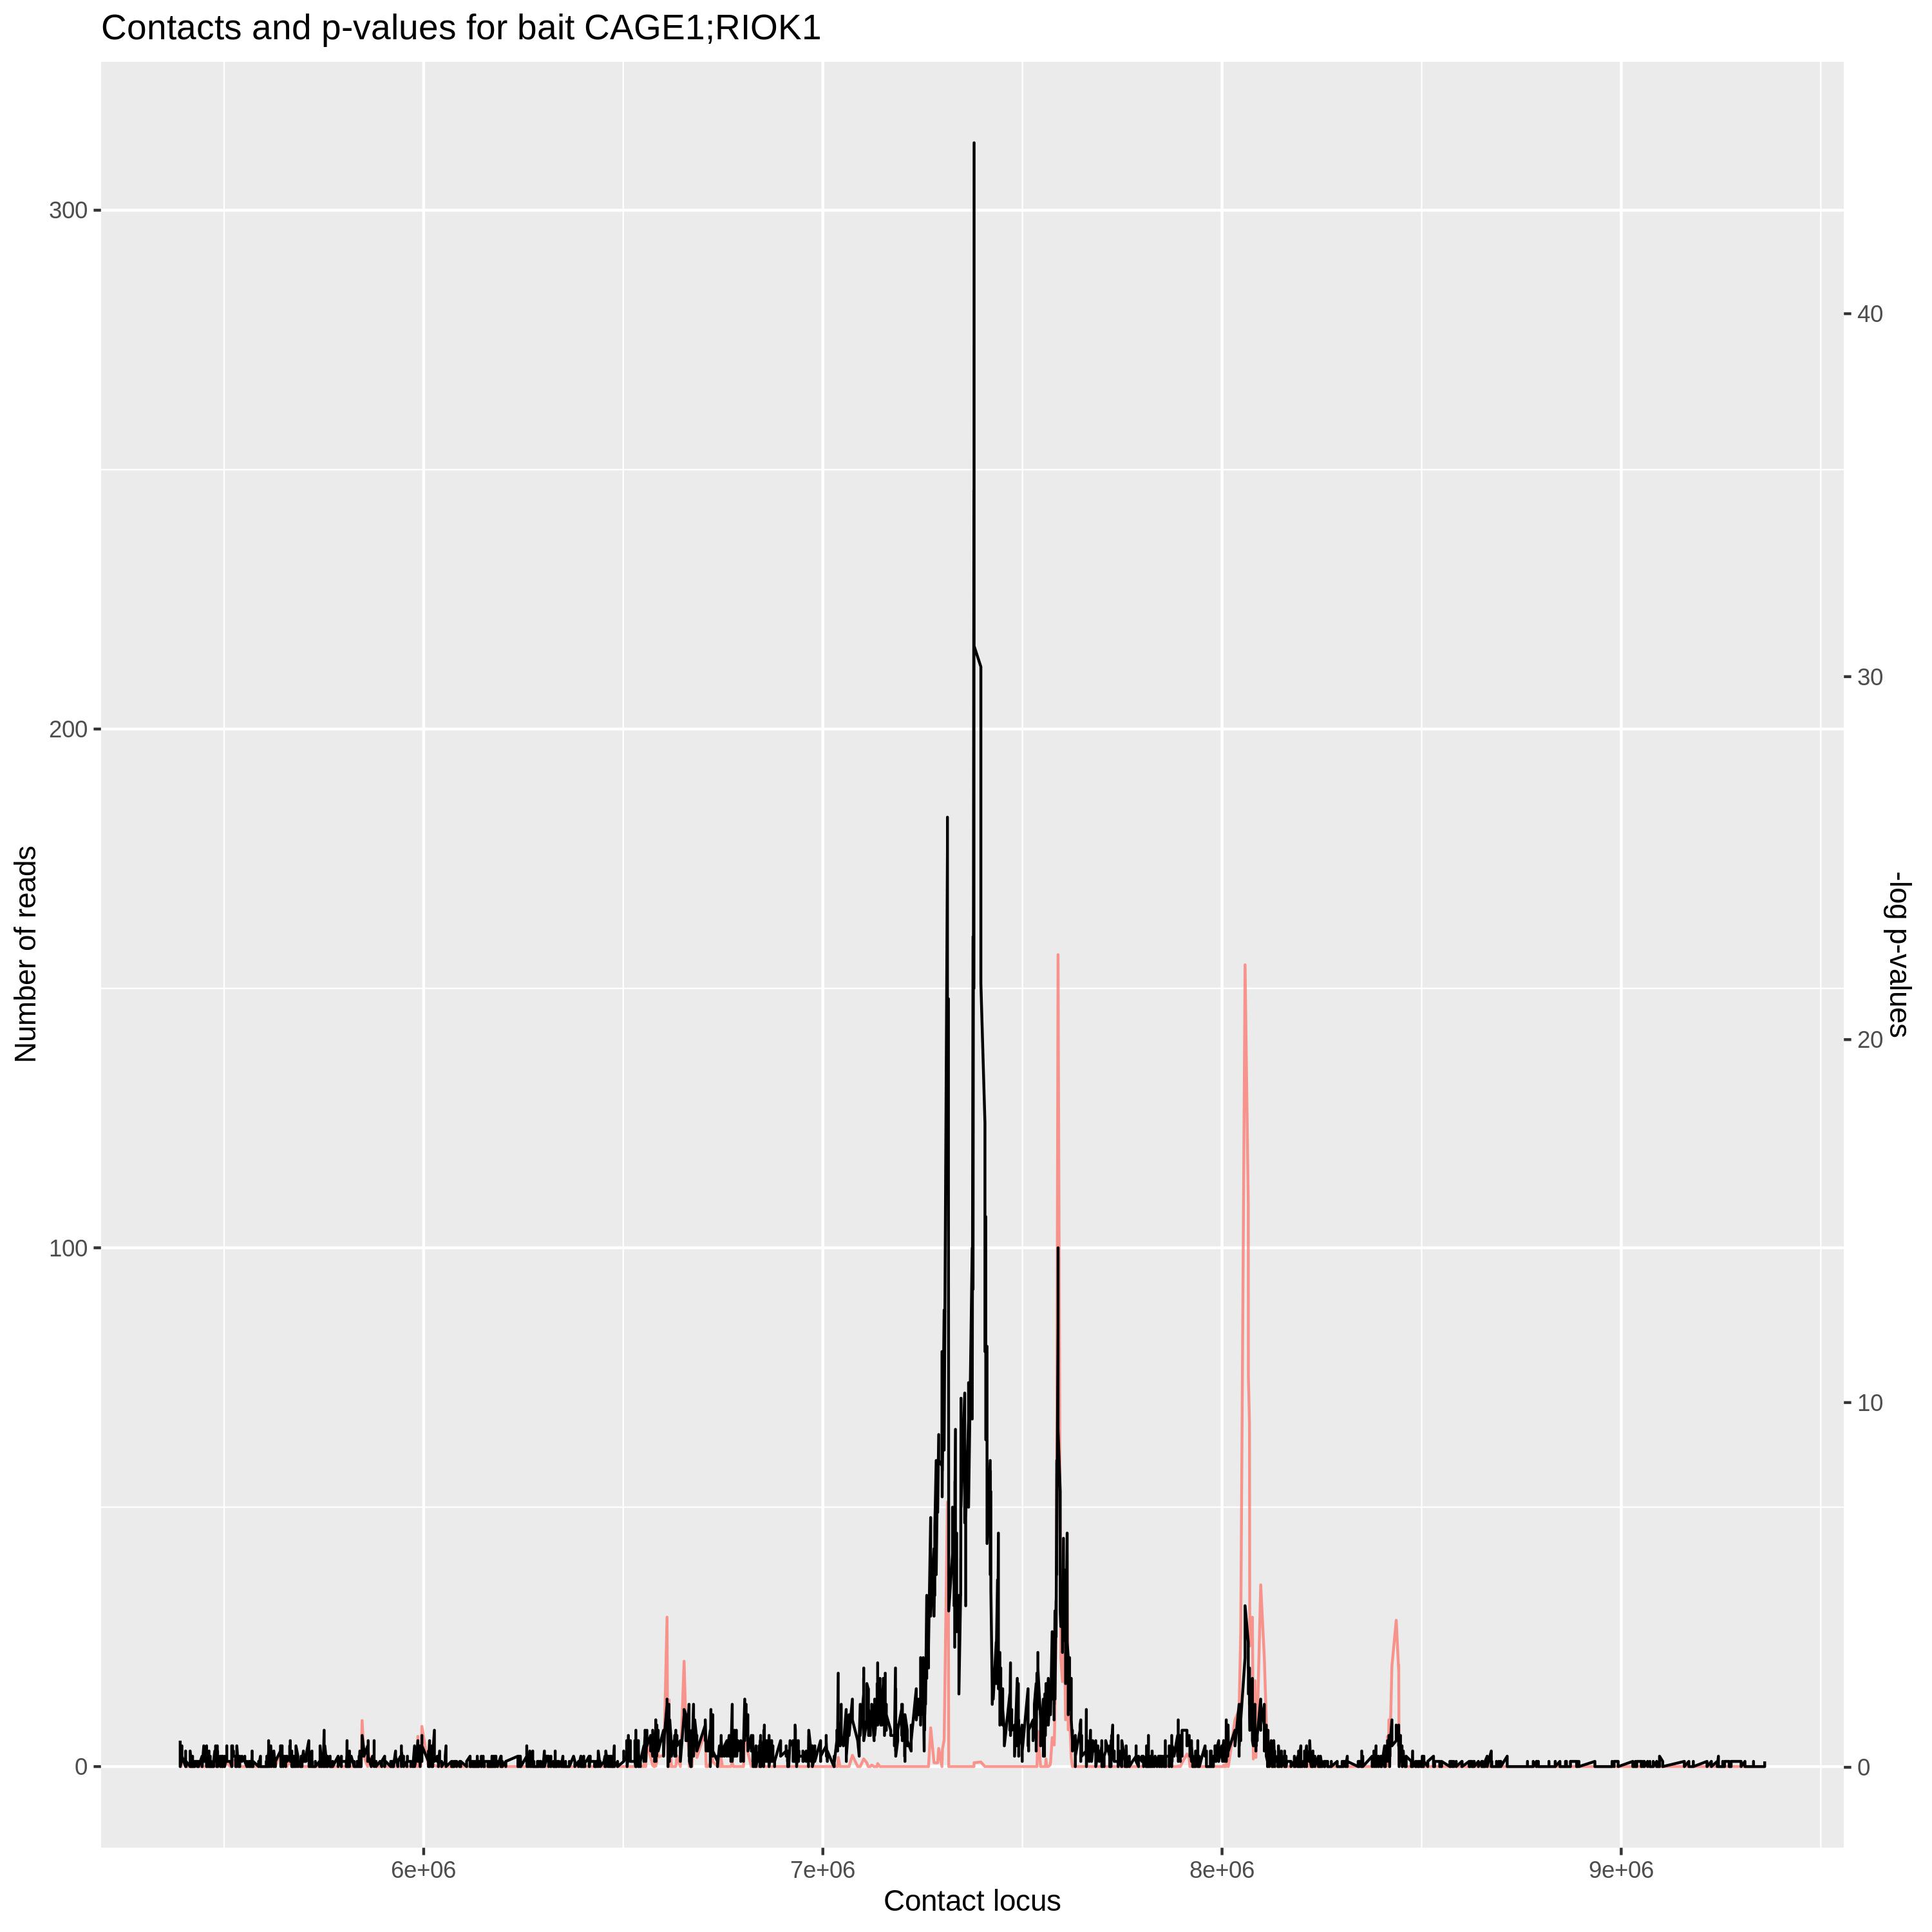 Contacts and p-values for bait CAGE1;RIOK1
300
200
100
0
Number of reads
40
30
20
10
0
-log p-values
6e+06
7e+06
8e+06
9e+06
Contact locus